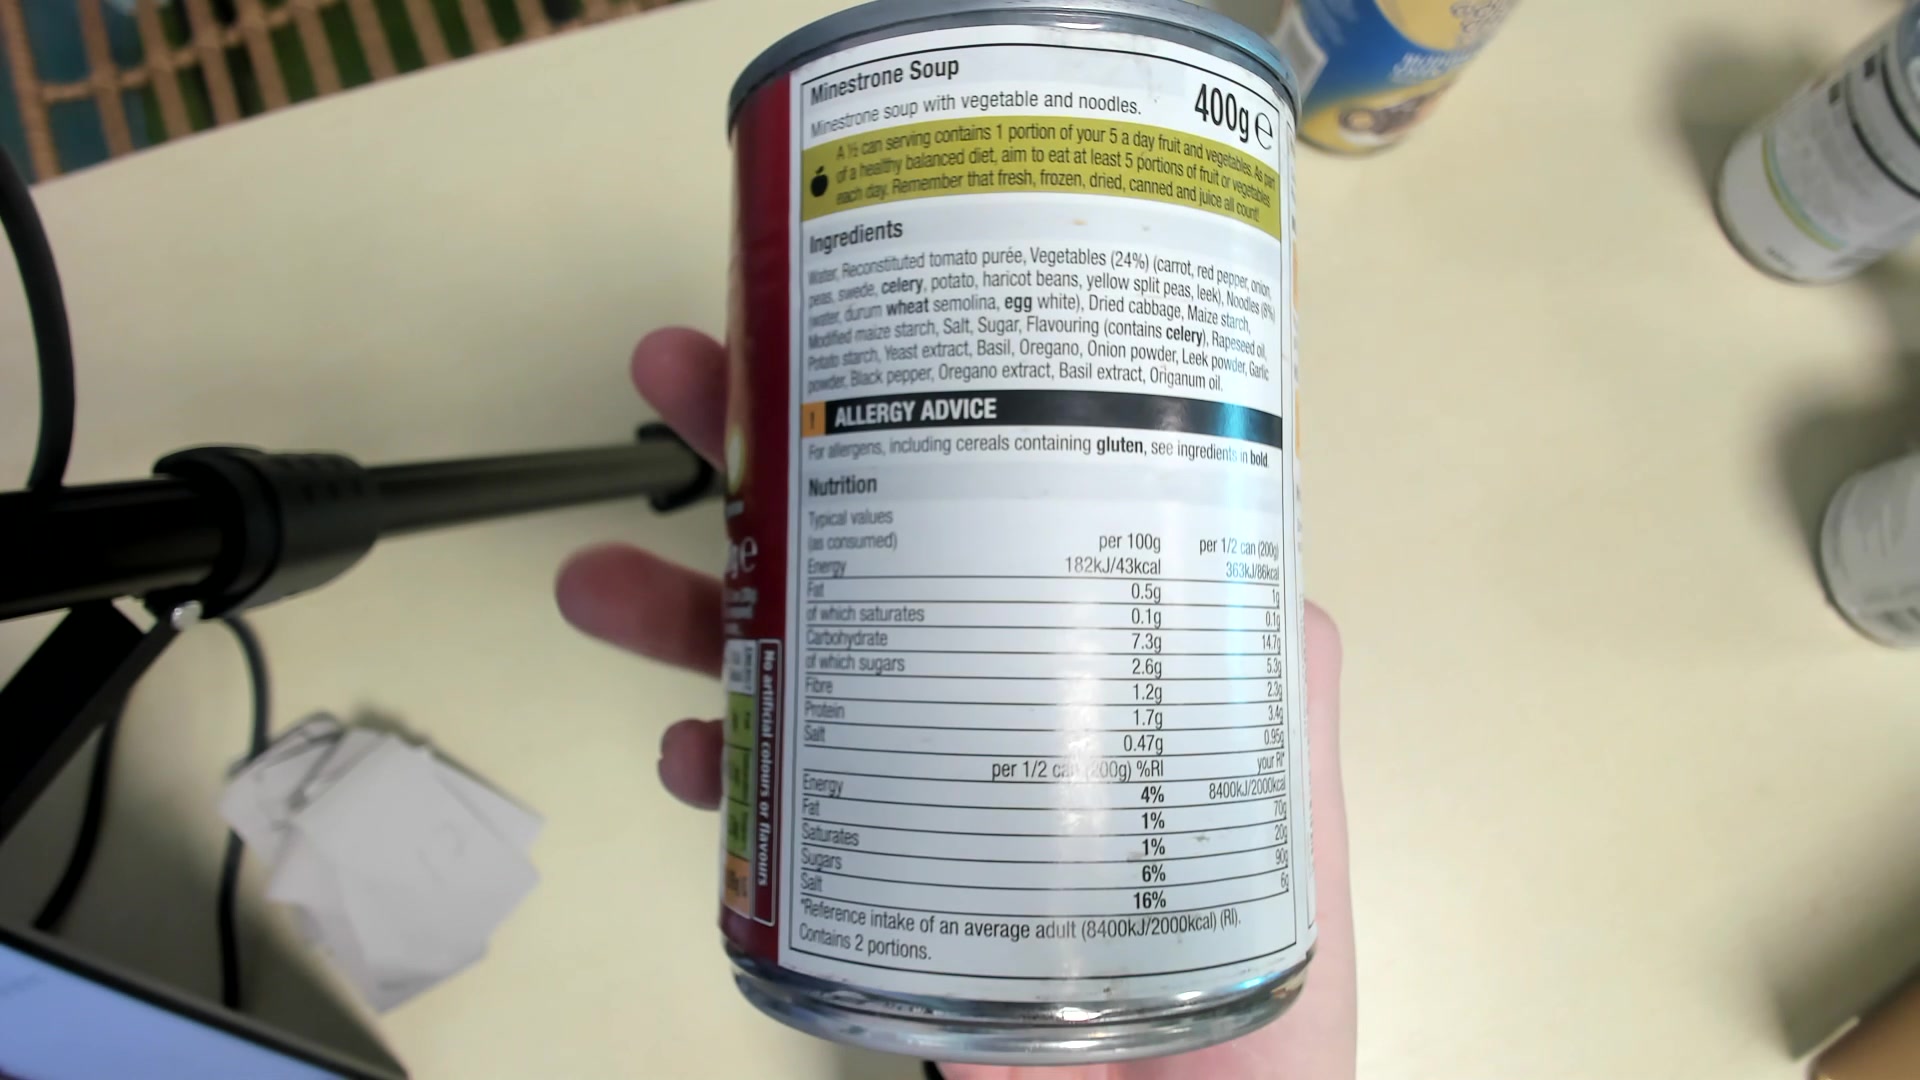 Minestrone Soup
Minestrone soup with vegetable and noodles.
400g e
A ½ can serving contains 1 portion of your 5 a day fruit and vegetables. As part
of a healthy balanced diet, aim to eat at least 5 portions of fruit or vegetables
each day. Remember that fresh, frozen, dried, canned and juice all count!
Ingredients
Water, Reconstituted tomato purée, Vegetables (24%) (carrot, red pepper, onion,
peas, swede, celery, potato, haricot beans, yellow split peas, leek), Noodles (8%)
(water, durum wheat semolina, egg white), Dried cabbage, Maize starch,
Modified maize starch, Salt, Sugar, Flavouring (contains celery), Rapeseed oil,
Potato starch, Yeast extract, Basil, Oregano, Onion powder, Leek powder, Garlic
powder, Black pepper, Oregano extract, Basil extract, Origanum oil.
! ALLERGY ADVICE
For allergens, including cereals containing gluten, see ingredients in bold.
Nutrition
Typical values
(as consumed) per 100g per 1/2 can (200g)
Energy 182kJ/43kcal 363kJ/86kcal
Fat 0.5g 1g
of which saturates 0.1g 0.1g
Carbohydrate 7.3g 14.7g
of which sugars 2.6g 5.3g
Fibre 1.2g 2.3g
Protein 1.7g 3.4g
Salt 0.47g 0.95g
per 1/2 can (200g) %RI your RI*
Energy 4% 8400kJ/2000kcal
Fat 1% 70g
Saturates 1% 20g
Sugars 6% 90g
Salt 16% 6g
*Reference intake of an average adult (8400kJ/2000kcal) (RI).
Contains 2 portions.
No artificial colours or flavours